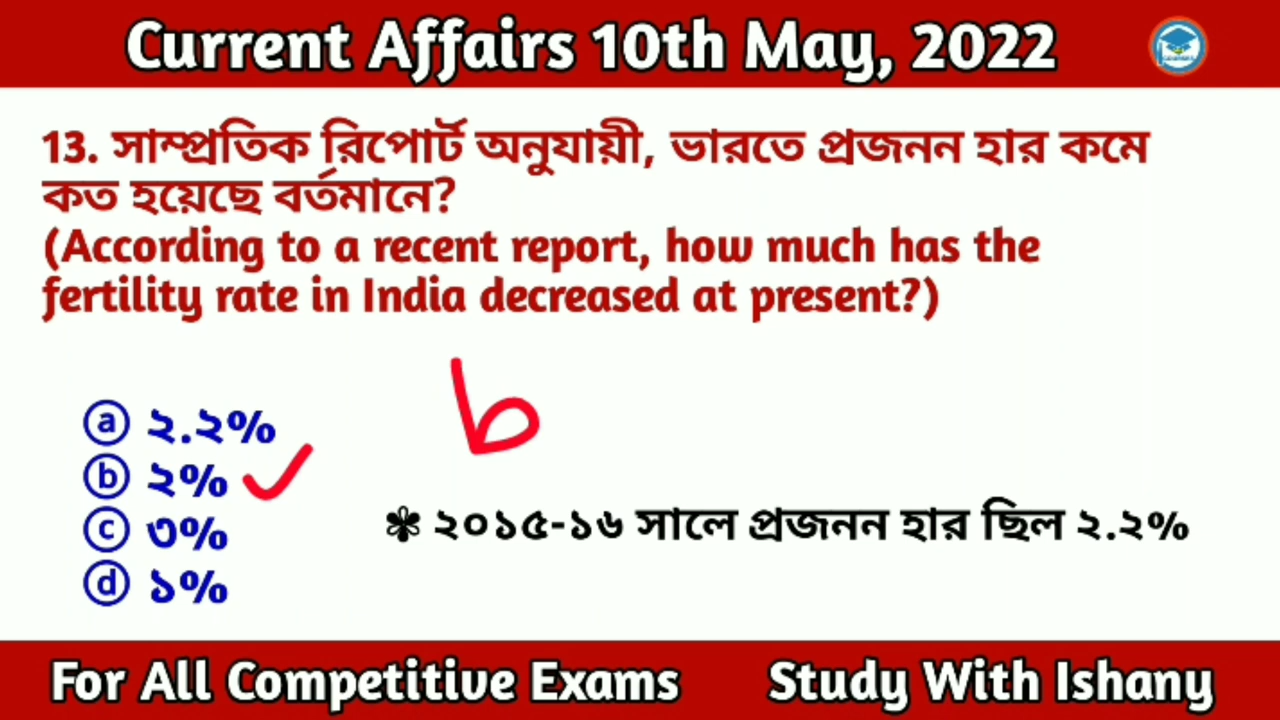 Current Affairs 10th May, 2022
13. সাম্প্রতিক রিপোর্ট অনুযায়ী, ভারতে প্রজনন হার কমে
কত হয়েছে বর্তমানে?
(According to a recent report, how much has the
fertility rate in India decreased at present?)
b
ⓐ ২.২%
ⓑ ২%
ⓒ ৩%
ⓓ ১%
✽ ২০১৫-১৬ সালে প্রজনন হার ছিল ২.২%
For All Competitive Exams Study With Ishany